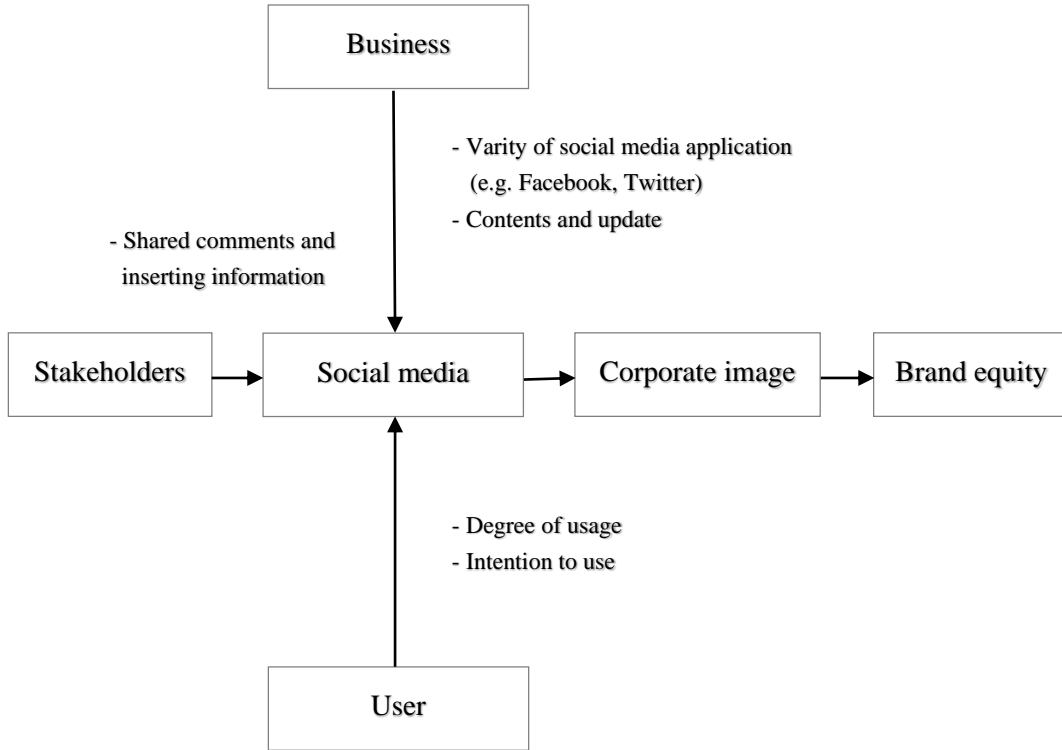 Business
- Varity of social media application
(e.g. Facebook, Twitter)
- Contents and update
- Shared comments and
inserting information
Stakeholders
Social media
Corporate image
Brand equity
- Degree of usage
- Intention to use
User